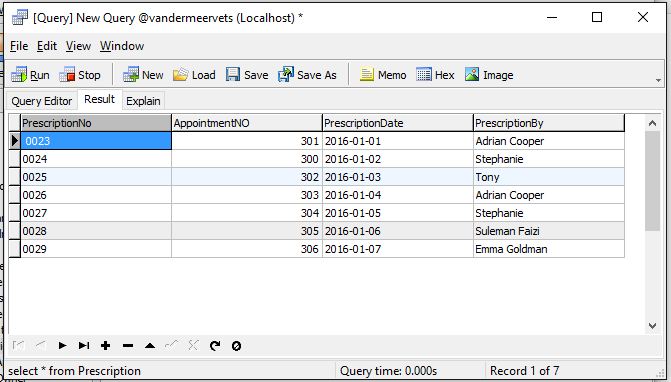 [Query] New Query @vandermeervets (Localhost) *
File Edit View Window
Run Stop New Load Save Save As Memo Hex Image
Query Editor Result Explain
PrescriptionNo AppointmentNO PrescriptionDate PrescriptionBy
0023 301 2016-01-01 Adrian Cooper
0024 300 2016-01-02 Stephanie
0025 302 2016-01-03 Tony
0026 303 2016-01-04 Adrian Cooper
0027 304 2016-01-05 Stephanie
0028 305 2016-01-06 Suleman Faizi
0029 306 2016-01-07 Emma Goldman
select * from Prescription Query time: 0.000s Record 1 of 7